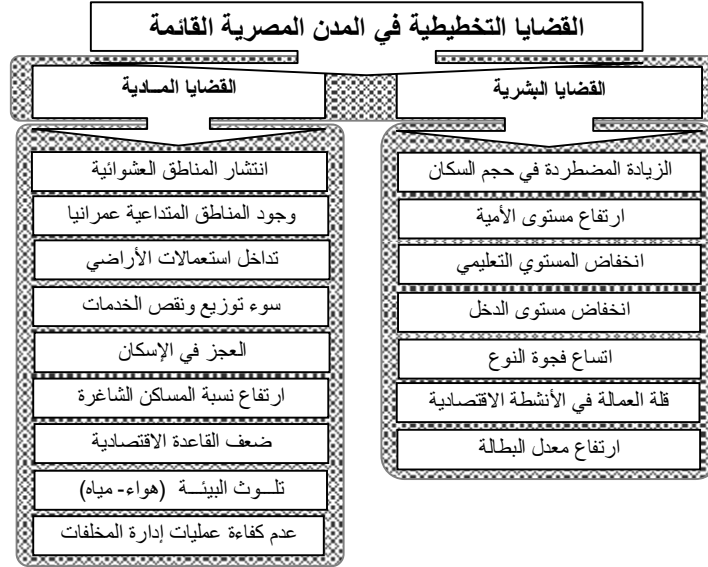 القضايا التخطيطية في المدن المصرية القائمة
القضايا البشرية
الزيادة المضطردة في حجم السكان
ارتفاع مستوى الأمية
انخفاض المستوي التعليمي
انخفاض مستوى الدخل
اتساع فجوة النوع
قلة العمالة في الأنشطة الاقتصادية
ارتفاع معدل البطالة
القضايا المــادية
انتشار المناطق العشوائية
وجود المناطق المتداعية عمرانيا
تداخل استعمالات الأراضي
سوء توزيع ونقص الخدمات
العجز في الإسكان
ارتفاع نسبة المساكن الشاغرة
ضعف القاعدة الاقتصادية
تلـــوث البيئـــة (هواء- مياه)
عدم كفاءة عمليات إدارة المخلفات